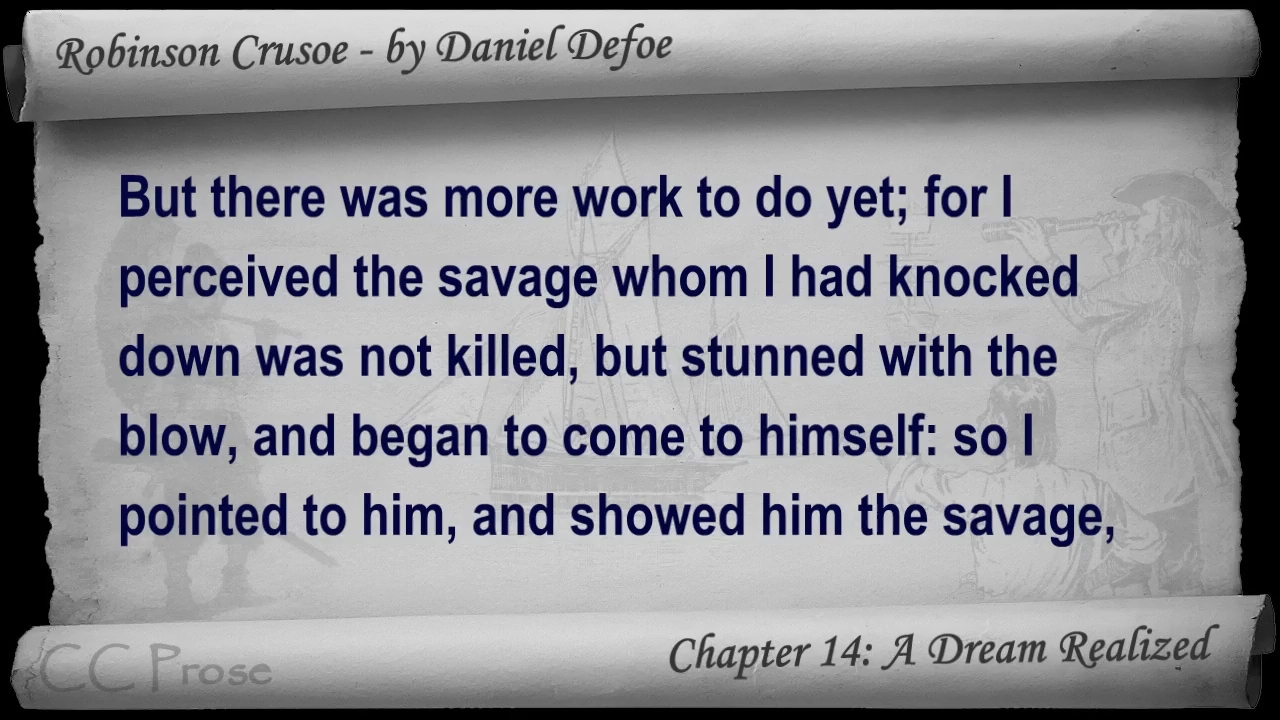 Robinson Crusoe - by Daniel Defoe
But there was more work to do yet; for I
perceived the savage whom I had knocked
down was not killed, but stunned with the
blow, and began to come to himself: so I
pointed to him, and showed him the savage,
Chapter 14: A Dream Realized
CC Prose